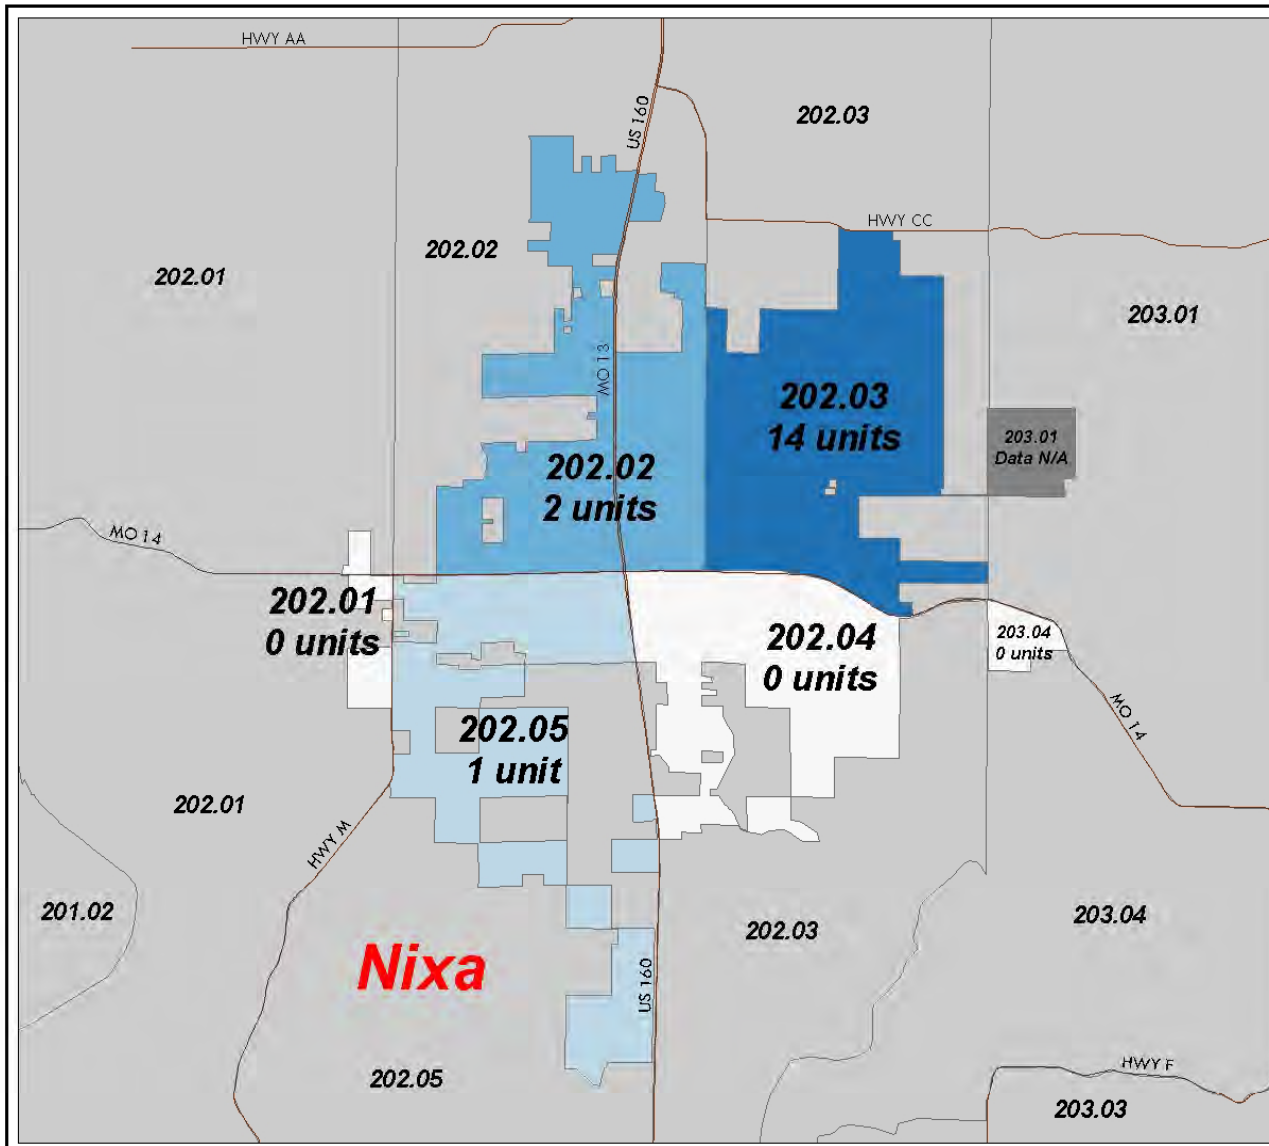 HWY AA
US 160
202.03
HWY CC
202.02
202.01
203.01
MO 13
202.03
14 units
203.01
Data N/A
202.02
2 units
MO 14
202.01
0 units
202.04
0 units
203.04
0 units
MO 14
202.05
1 unit
202.01
HWY M
201.02
203.04
202.03
Nixa
US 160
202.05
HWY F
203.03